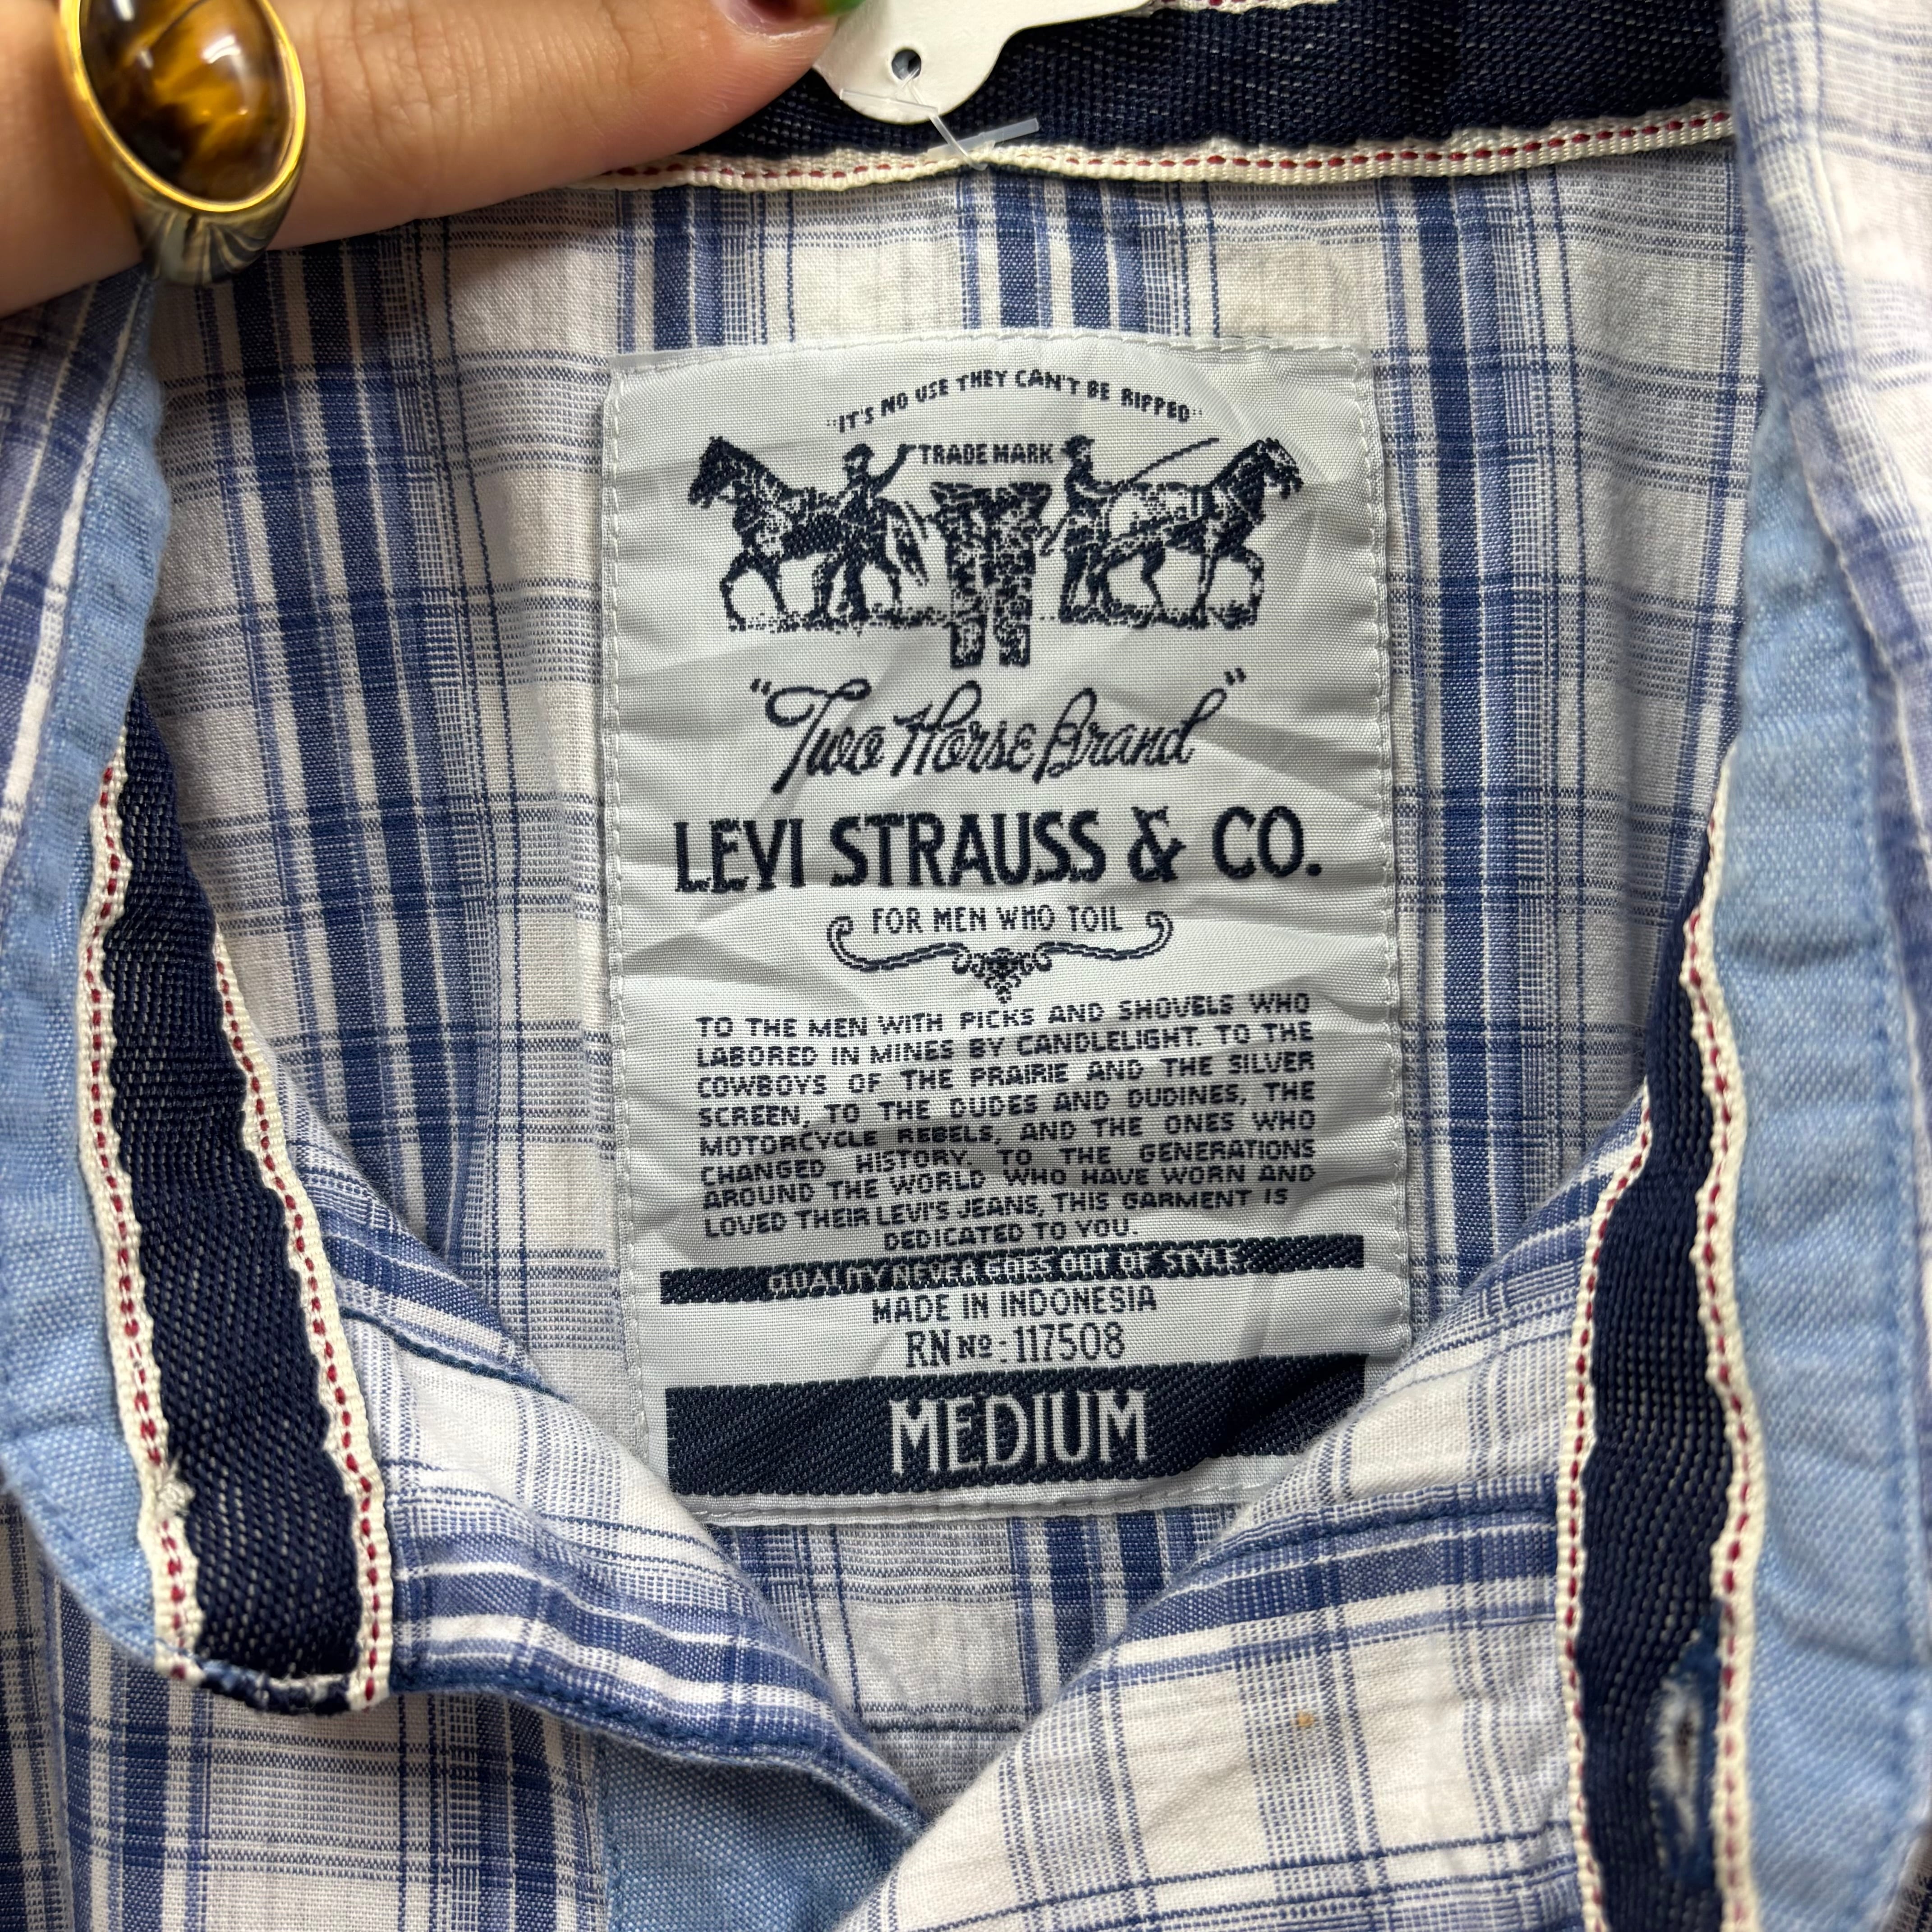 "IT'S NO USE THEY CAN'T BE RIPPED"
TRADE MARK
"Two Horse Brand"
LEVI STRAUSS & CO.
FOR MEN WHO TOIL
TO THE MEN WITH PICKS AND SHOVELS WHO
LABORED IN MINES BY CANDLELIGHT. TO THE
COWBOYS OF THE PRAIRIE AND THE SILVER
SCREEN, TO THE DUDES AND DUDINES, THE
MOTORCYCLE REBELS, AND THE ONES WHO
CHANGED HISTORY. TO THE GENERATIONS
AROUND THE WORLD WHO HAVE WORN AND
LOVED THEIR LEVI'S JEANS, THIS GARMENT IS
DEDICATED TO YOU.
QUALITY NEVER GOES OUT OF STYLE
MADE IN INDONESIA
RN Nº: 117508
MEDIUM